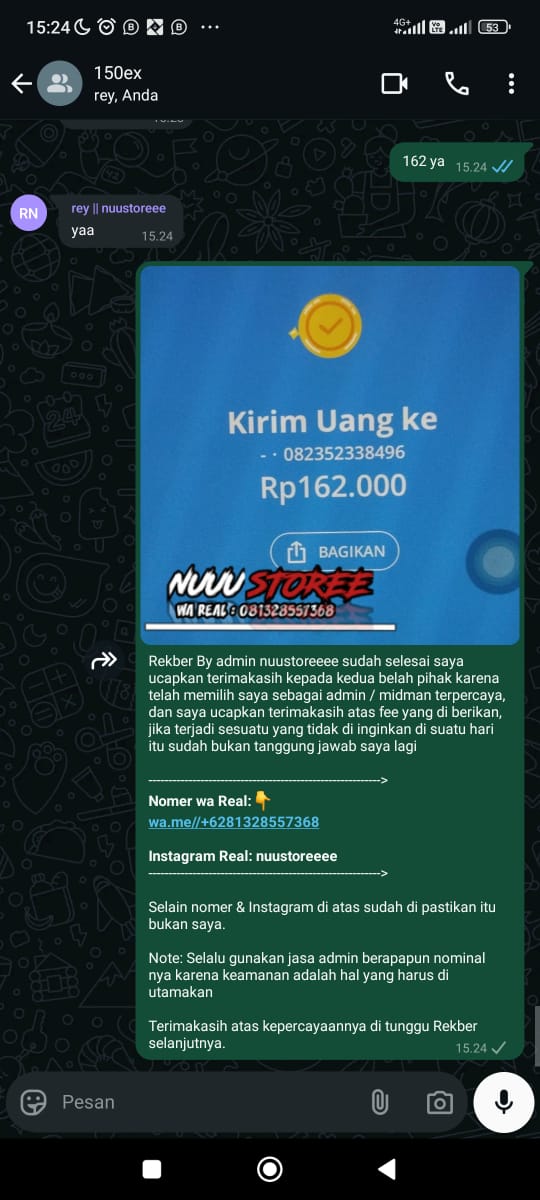 15:24
4G+
Vo
LTE
53
150ex
rey, Anda
162 ya 15.24
RN
rey || nuustoreee
yaa 15.24
Kirim Uang ke
- · 082352338496
Rp162.000
BAGIKAN
NUUUSTOREE
WA REAL : 081328557368
Rekber By admin nuustoreeee sudah selesai saya
ucapkan terimakasih kepada kedua belah pihak karena
telah memilih saya sebagai admin / midman terpercaya,
dan saya ucapkan terimakasih atas fee yang di berikan,
jika terjadi sesuatu yang tidak di inginkan di suatu hari
itu sudah bukan tanggung jawab saya lagi
---------------------------------------------------------->
Nomer wa Real:👇
wa.me//+6281328557368
Instagram Real: nuustoreeee
---------------------------------------------------------->
Selain nomer & Instagram di atas sudah di pastikan itu
bukan saya.
Note: Selalu gunakan jasa admin berapapun nominal
nya karena keamanan adalah hal yang harus di
utamakan
Terimakasih atas kepercayaannya di tunggu Rekber
selanjutnya. 15.24
Pesan